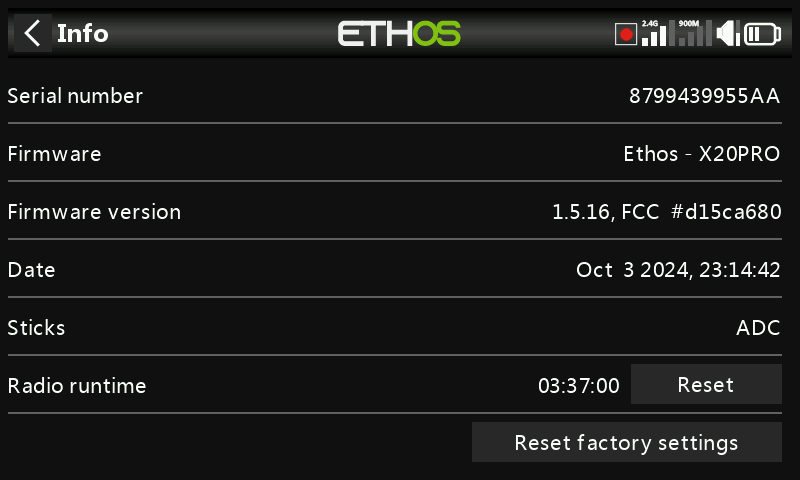 Info ETHOS 2.4G 900M
Serial number 8799439955AA
Firmware Ethos - X20PRO
Firmware version 1.5.16, FCC #d15ca680
Date Oct 3 2024, 23:14:42
Sticks ADC
Radio runtime 03:37:00 Reset
Reset factory settings